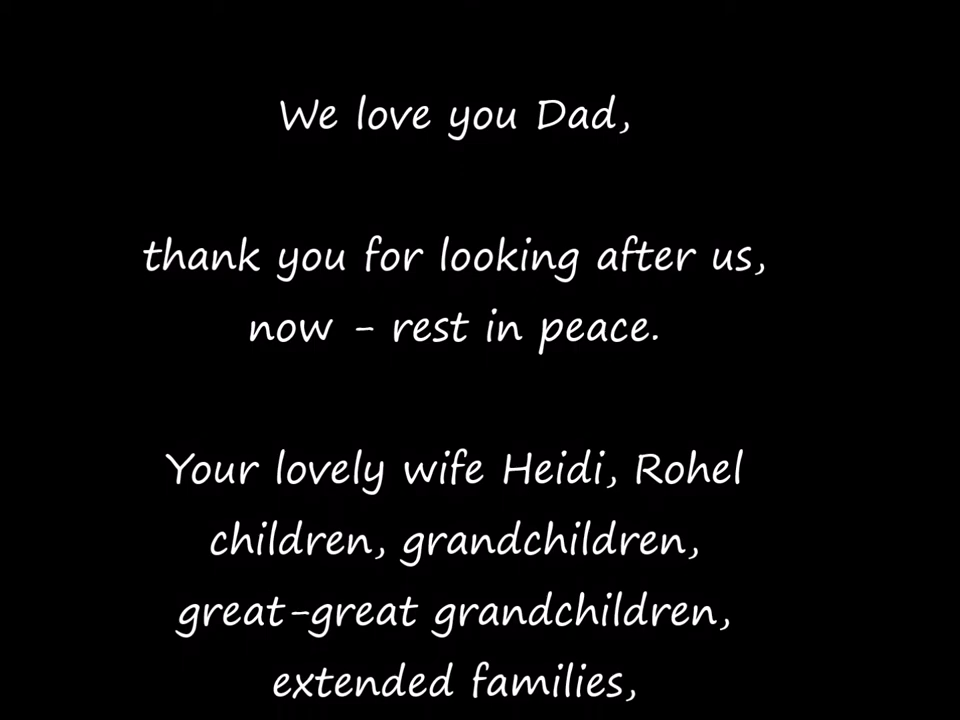 We love you Dad,
thank you for looking after us,
now - rest in peace.
Your lovely wife Heidi, Rohel
children, grandchildren,
great-great grandchildren,
extended families,